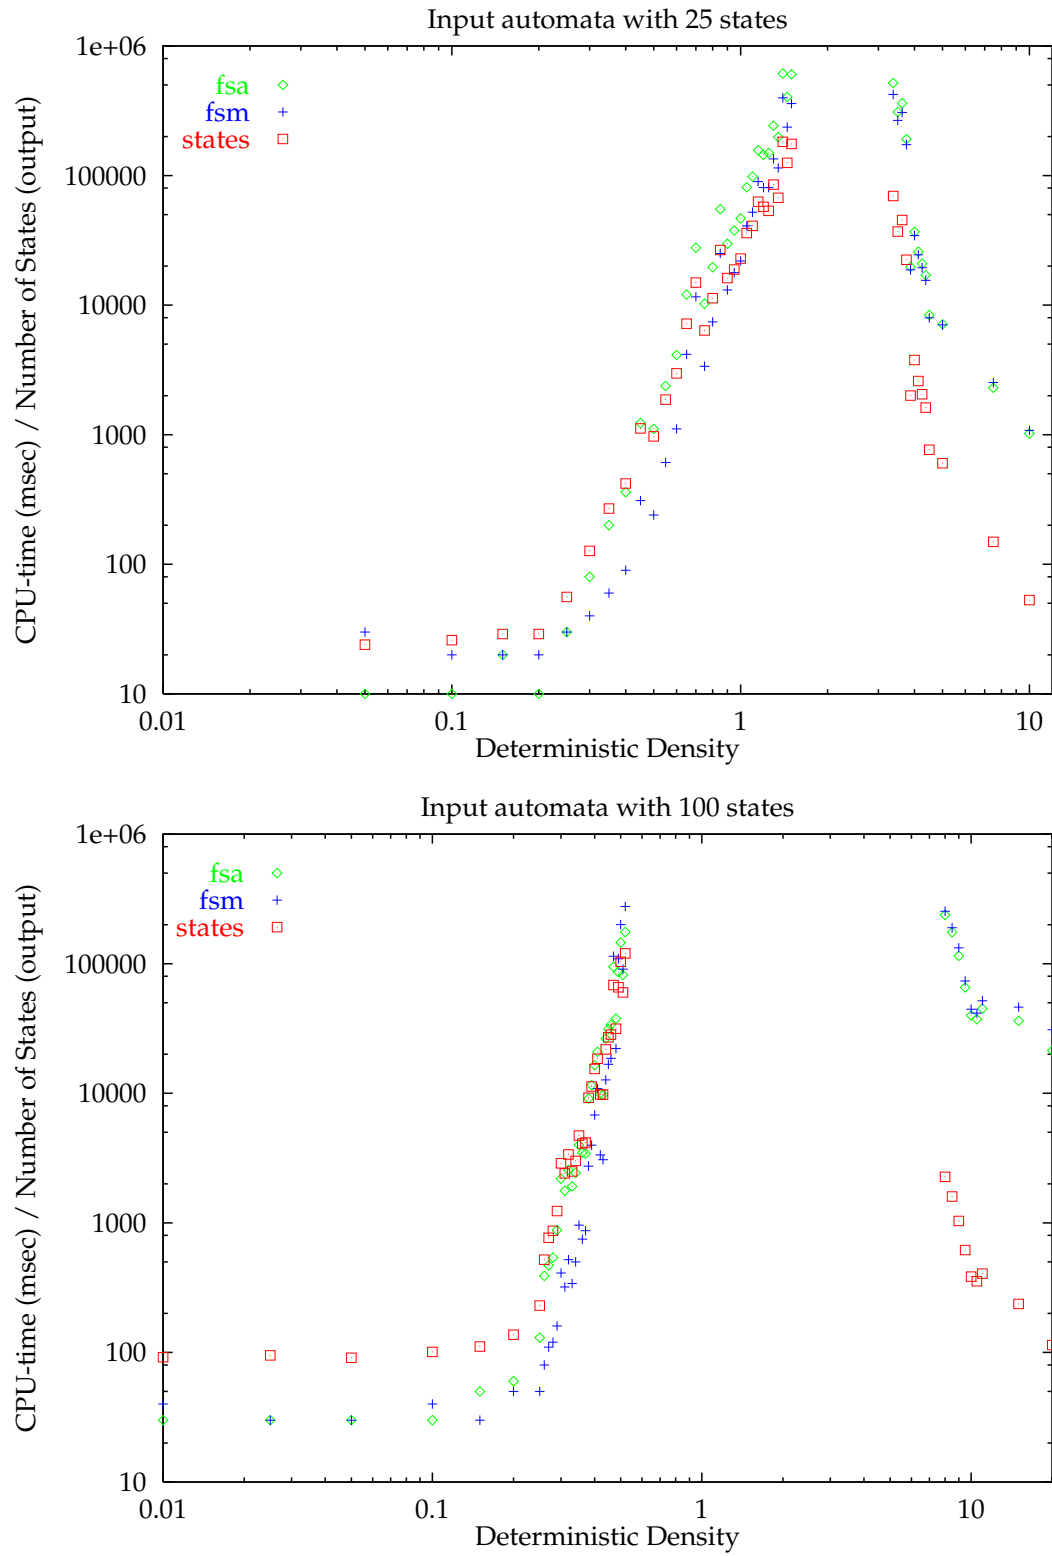 Input automata with 25 states
1e+06
fsa
fsm
states
100000
10000
1000
100
10
CPU-time (msec) / Number of States (output)
0.01 0.1 1 10
Deterministic Density
Input automata with 100 states
1e+06
fsa
fsm
states
100000
10000
1000
100
10
CPU-time (msec) / Number of States (output)
0.01 0.1 1 10
Deterministic Density